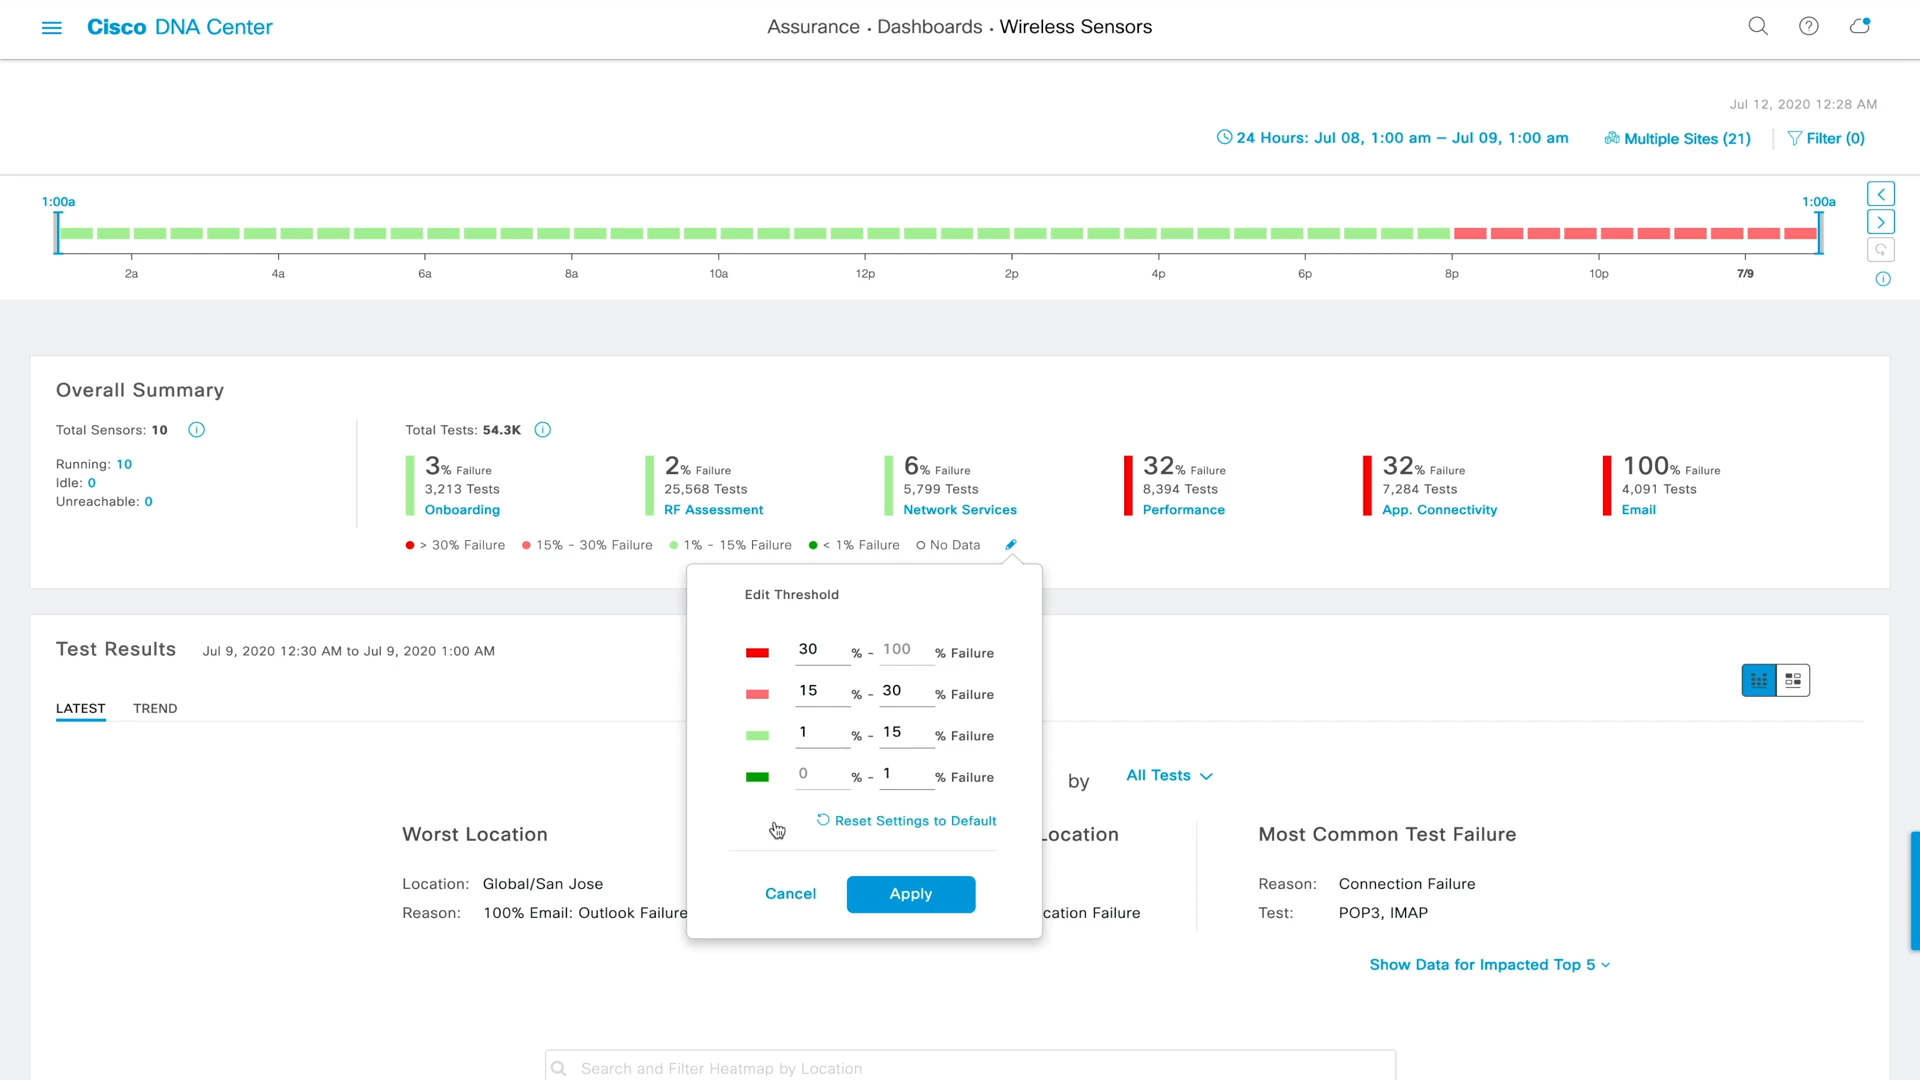 Cisco DNA Center
Assurance · Dashboards · Wireless Sensors
Jul 12, 2020 12:28 AM
24 Hours: Jul 08, 1:00 am – Jul 09, 1:00 am
Multiple Sites (21)
Filter (0)
1:00a
1:00a
2a 4a 6a 8a 10a 12p 2p 4p 6p 8p 10p 7/9
Overall Summary
Total Sensors: 10
Running: 10
Idle: 0
Unreachable: 0
Total Tests: 54.3K
3% Failure
3,213 Tests
Onboarding
2% Failure
25,568 Tests
RF Assessment
6% Failure
5,799 Tests
Network Services
32% Failure
8,394 Tests
Performance
32% Failure
7,284 Tests
App. Connectivity
100% Failure
4,091 Tests
Email
> 30% Failure 15% - 30% Failure 1% - 15% Failure < 1% Failure No Data
Edit Threshold
30 % - 100 % Failure
15 % - 30 % Failure
1 % - 15 % Failure
0 % - 1 % Failure
Reset Settings to Default
Cancel
Apply
Test Results
Jul 9, 2020 12:30 AM to Jul 9, 2020 1:00 AM
LATEST
TREND
by All Tests
Worst Location
Location: Global/San Jose
Reason: 100% Email: Outlook Failure
Location
cation Failure
Most Common Test Failure
Reason: Connection Failure
Test: POP3, IMAP
Show Data for Impacted Top 5
Search and Filter Heatmap by Location